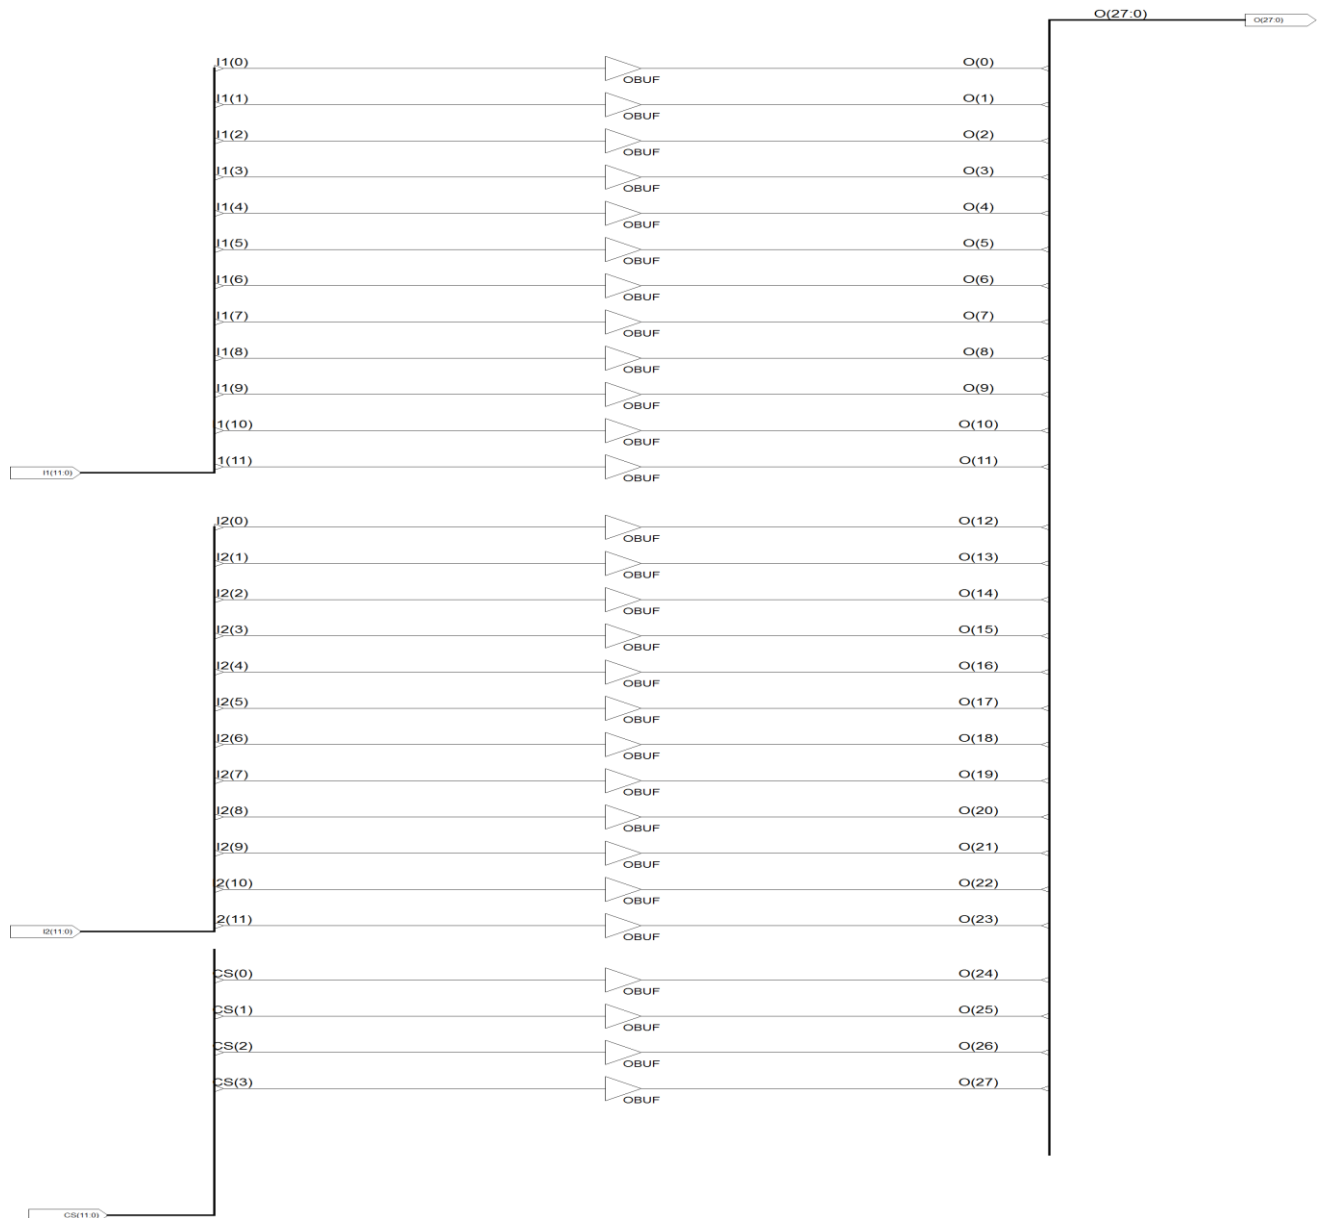 O(27:0) O(27:0)
I1(0) OBUF O(0)
I1(1) OBUF O(1)
I1(2) OBUF O(2)
I1(3) OBUF O(3)
I1(4) OBUF O(4)
I1(5) OBUF O(5)
I1(6) OBUF O(6)
I1(7) OBUF O(7)
I1(8) OBUF O(8)
I1(9) OBUF O(9)
I1(10) OBUF O(10)
I1(11) OBUF O(11)
I1(11:0)
I2(0) OBUF O(12)
I2(1) OBUF O(13)
I2(2) OBUF O(14)
I2(3) OBUF O(15)
I2(4) OBUF O(16)
I2(5) OBUF O(17)
I2(6) OBUF O(18)
I2(7) OBUF O(19)
I2(8) OBUF O(20)
I2(9) OBUF O(21)
I2(10) OBUF O(22)
I2(11) OBUF O(23)
I2(11:0)
CS(0) OBUF O(24)
CS(1) OBUF O(25)
CS(2) OBUF O(26)
CS(3) OBUF O(27)
CS(11:0)